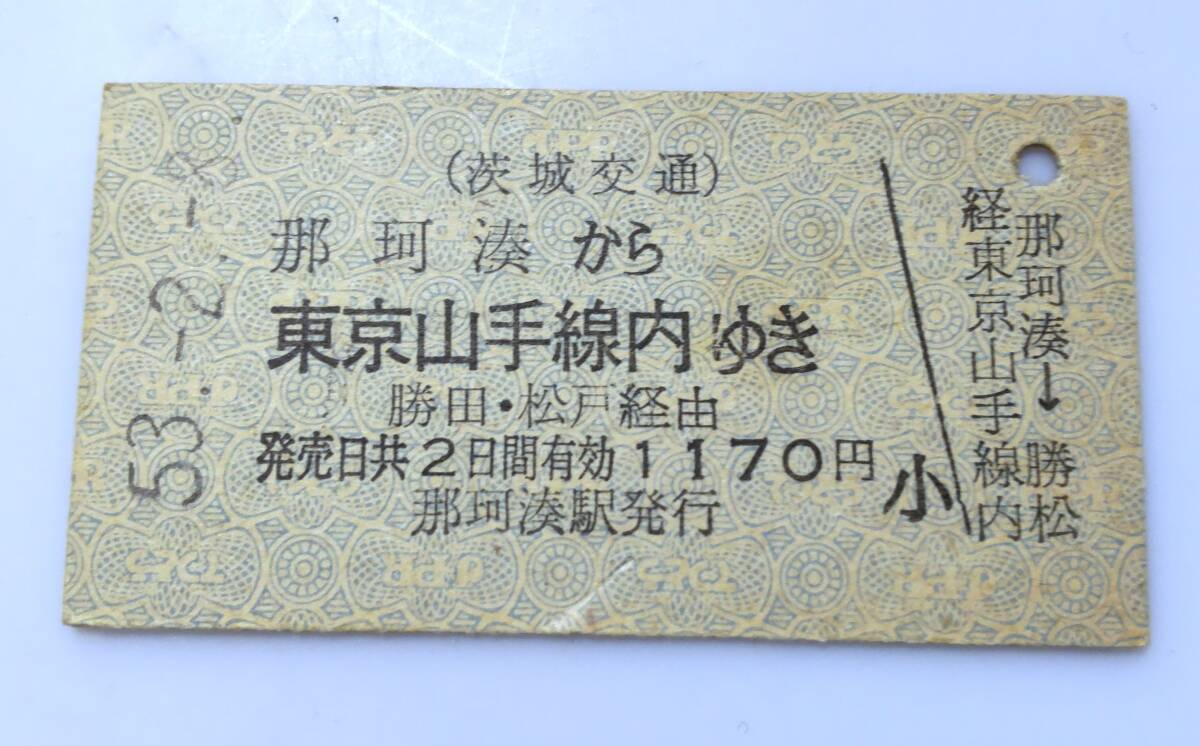 (茨城交通)
那珂湊から
東京山手線内ゆき
勝田・松戸経由
発売日共2日間有効1170円
那珂湊駅発行
小
那珂湊→勝松
経東京山手線内
53.-2.-